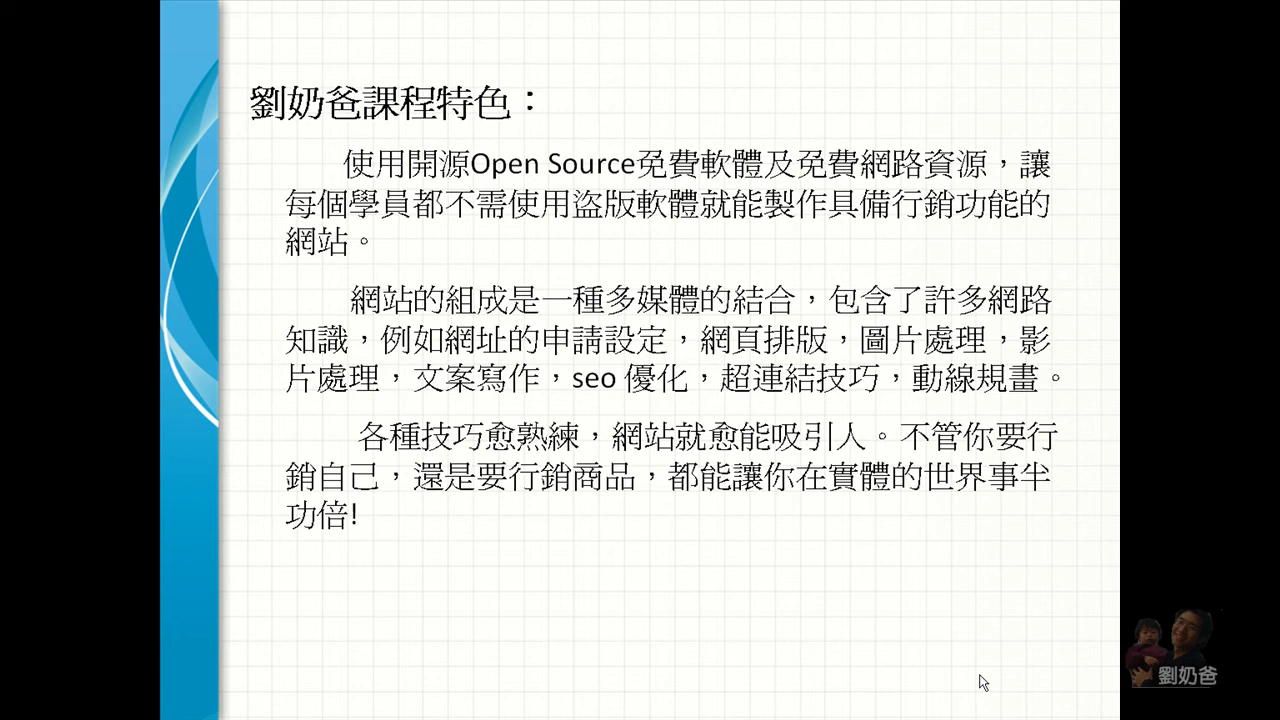 劉奶爸課程特色：
使用開源Open Source免費軟體及免費網路資源，讓
每個學員都不需使用盜版軟體就能製作具備行銷功能的
網站。
網站的組成是一種多媒體的結合，包含了許多網路
知識，例如網址的申請設定，網頁排版，圖片處理，影
片處理，文案寫作，seo 優化，超連結技巧，動線規畫。
各種技巧愈熟練，網站就愈能吸引人。不管你要行
銷自己，還是要行銷商品，都能讓你在實體的世界事半
功倍!
劉奶爸